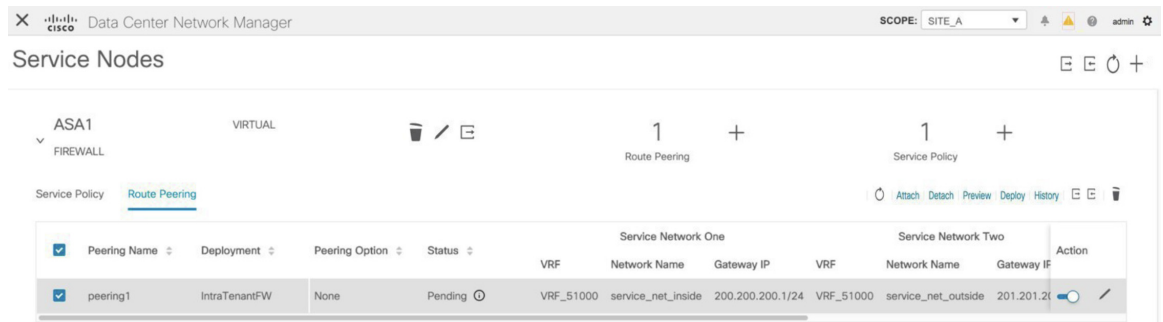 CISCO Data Center Network Manager SCOPE: SITE_A admin
Service Nodes
ASA1 VIRTUAL 1 1
FIREWALL Route Peering Service Policy
Service Policy Route Peering Attach Detach Preview Deploy History
Service Network One Service Network Two
Peering Name Deployment Peering Option Status Action
VRF Network Name Gateway IP VRF Network Name Gateway IP
peering1 IntraTenantFW None Pending VRF_51000 service_net_inside 200.200.200.1/24 VRF_51000 service_net_outside